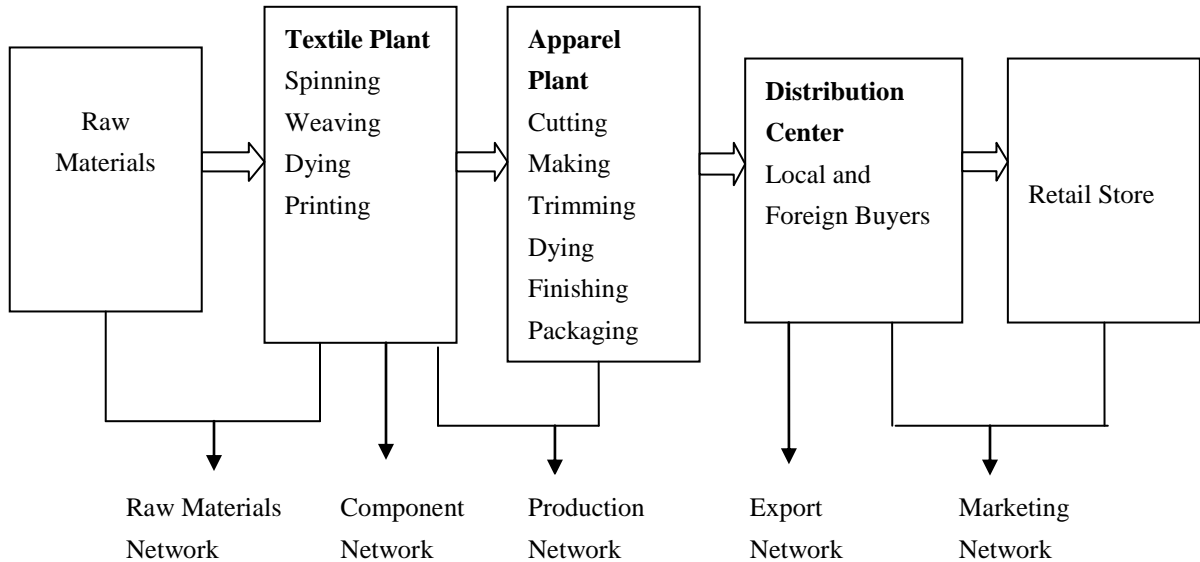 Raw
Materials
Textile Plant
Spinning
Weaving
Dying
Printing
Apparel
Plant
Cutting
Making
Trimming
Dying
Finishing
Packaging
Distribution
Center
Local and
Foreign Buyers
Retail Store
Raw Materials
Network
Component
Network
Production
Network
Export
Network
Marketing
Network